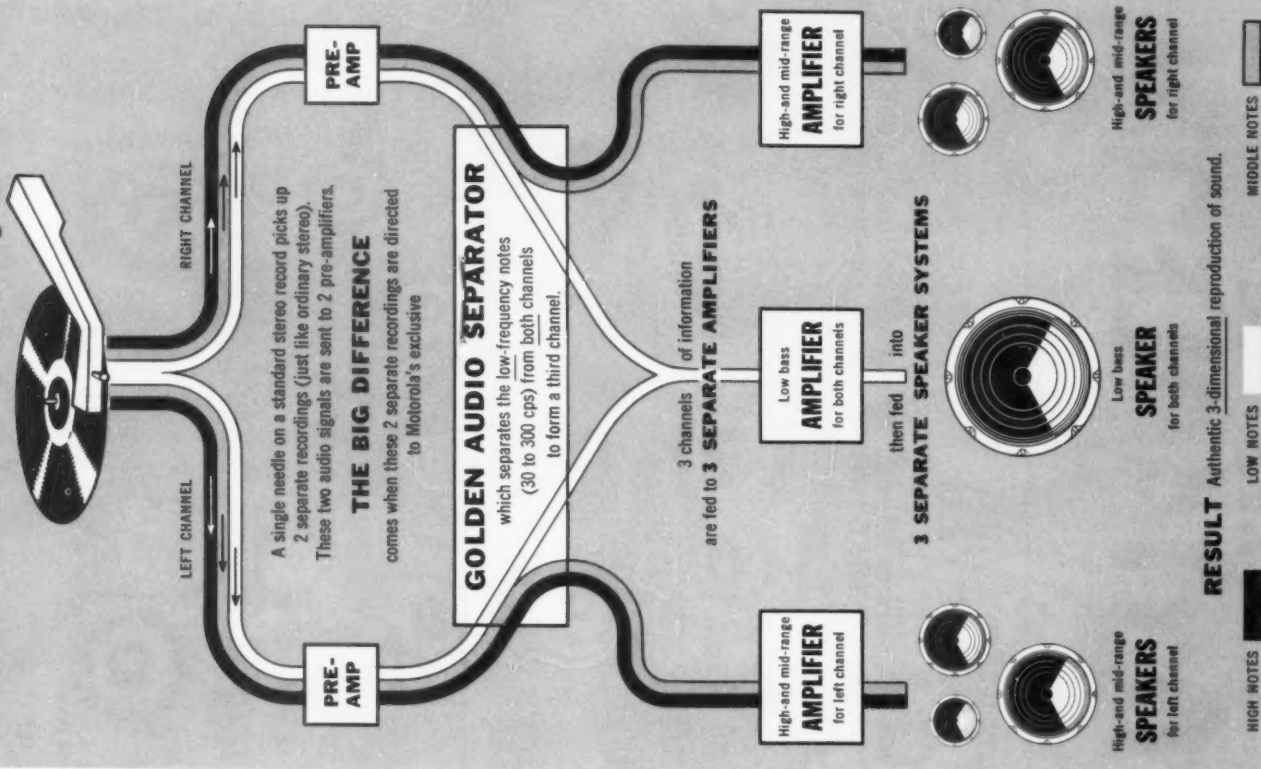 LEFT CHANNEL
RIGHT CHANNEL
A single needle on a standard stereo record picks up
2 separate recordings (just like ordinary stereo).
These two audio signals are sent to 2 pre-amplifiers.
THE BIG DIFFERENCE
comes when these 2 separate recordings are directed
to Motorola's exclusive
PRE-
AMP
PRE-
AMP
GOLDEN AUDIO SEPARATOR
which separates the low-frequency notes
(30 to 300 cps) from both channels
to form a third channel.
3 channels of information
are fed to 3 SEPARATE AMPLIFIERS
High-and mid-range
AMPLIFIER
for left channel
Low bass
AMPLIFIER
for both channels
High-and mid-range
AMPLIFIER
for right channel
then fed into
3 SEPARATE SPEAKER SYSTEMS
High-and mid-range
SPEAKERS
for left channel
Low bass
SPEAKER
for both channels
High-and mid-range
SPEAKERS
for right channel
RESULT Authentic 3-dimensional reproduction of sound.
HIGH NOTES
LOW NOTES
MIDDLE NOTES